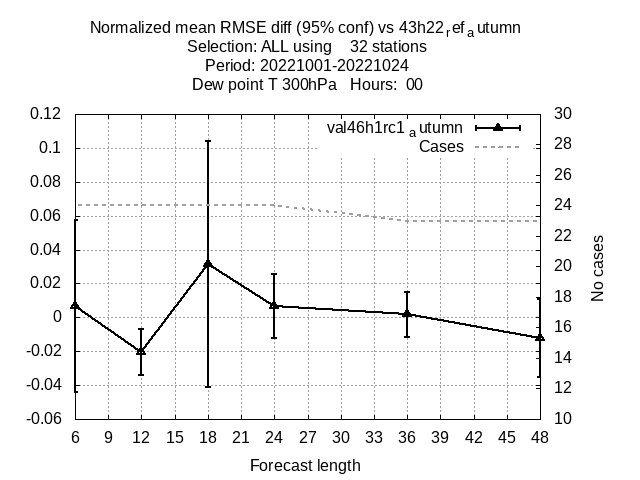 Normalized mean RMSE diff (95% conf) vs 43h22refautumn
Selection: ALL using 32 stations
Period: 20221001-20221024
Dew point T 300hPa Hours: 00
0.12
0.1
0.08
0.06
0.04
0.02
0
-0.02
-0.04
-0.06
val46h1rc1autumn
Cases
30
28
26
24
22
20
18
16
14
12
10
No cases
6 9 12 15 18 21 24 27 30 33 36 39 42 45 48
Forecast length